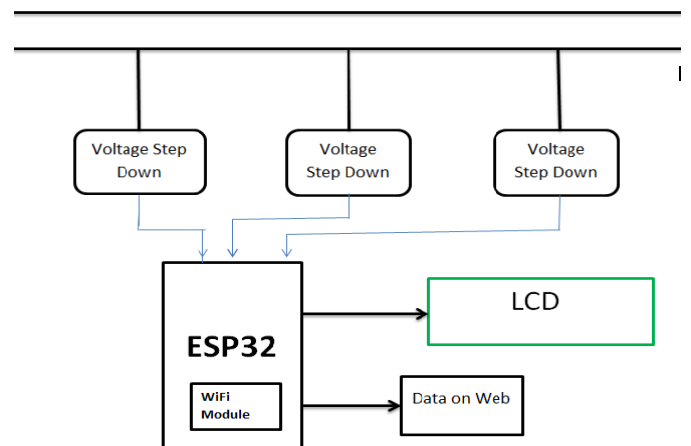 Voltage Step
Down
Voltage
Step Down
Voltage
Step Down
ESP32
WiFi
Module
LCD
Data on Web